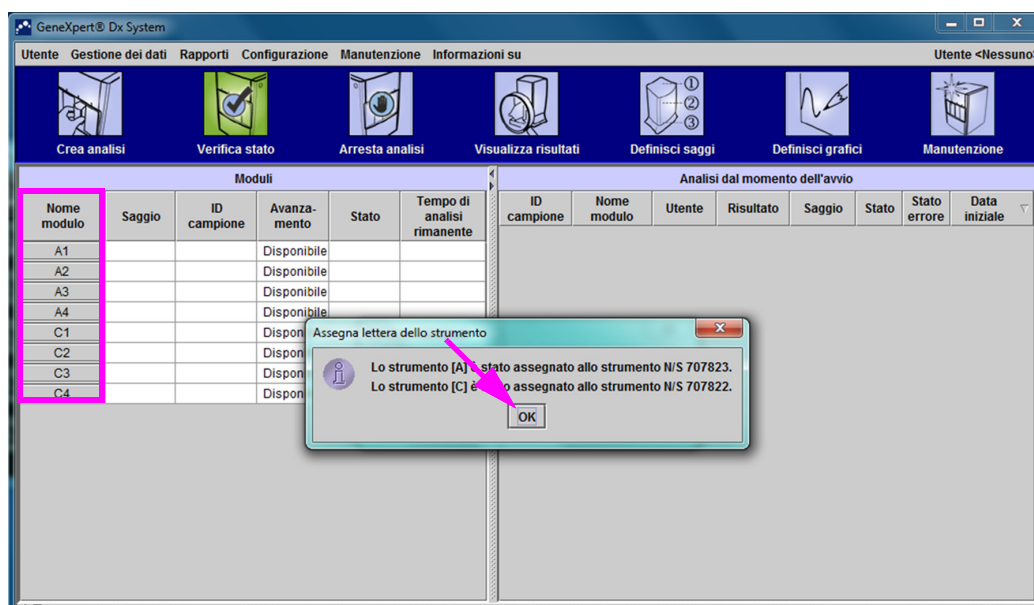 GeneXpert® Dx System
Utente Gestione dei dati Rapporti Configurazione Manutenzione Informazioni su Utente <Nessuno>
① ② ③
Crea analisi Verifica stato Arresta analisi Visualizza risultati Definisci saggi Definisci grafici Manutenzione
Moduli
Nome modulo Saggio ID campione Avanza-mento Stato Tempo di analisi rimanente
A1 Disponibile
A2 Disponibile
A3 Disponibile
A4 Disponibile
C1
C2
C3
C4
Analisi dal momento dell'avvio
ID campione Nome modulo Utente Risultato Saggio Stato Stato errore Data iniziale
Assegna lettera dello strumento
Lo strumento [A] è stato assegnato allo strumento N/S 707823.
Lo strumento [C] è assegnato allo strumento N/S 707822.
OK